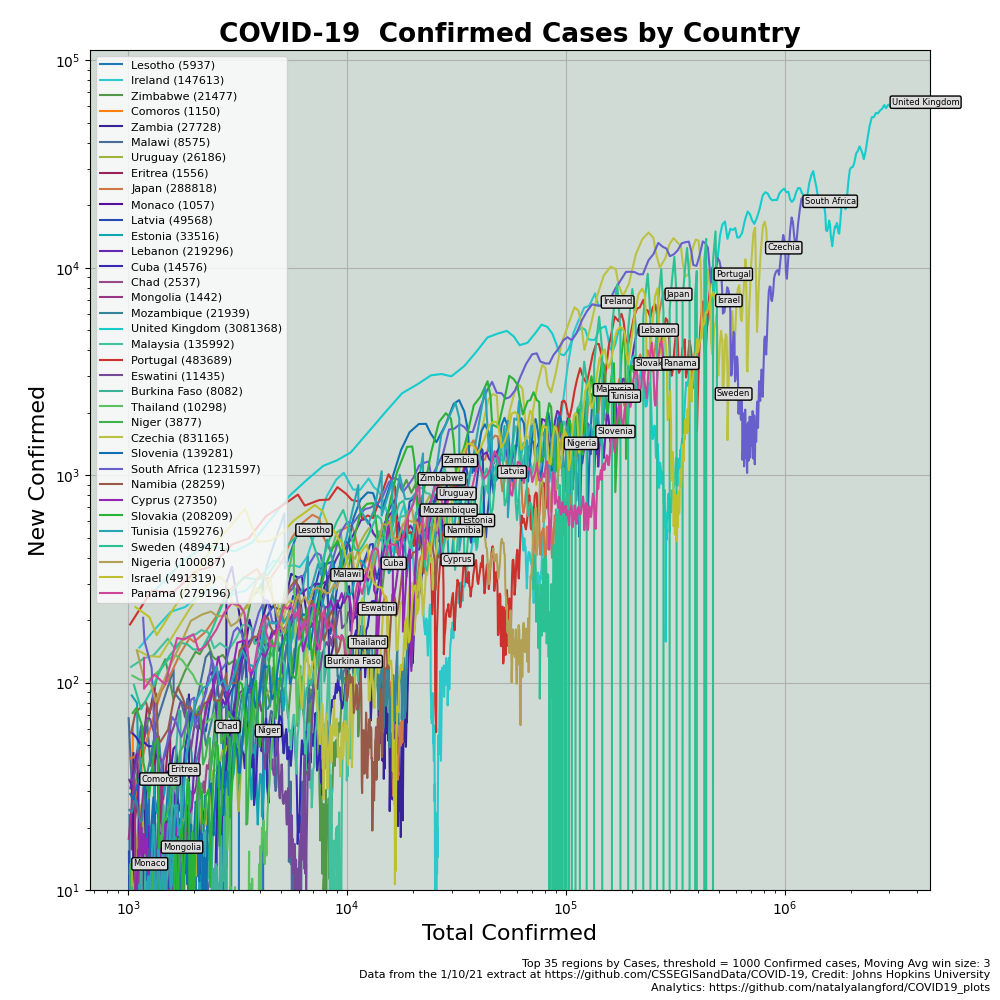 COVID-19  Confirmed Cases by Country
10^5
10^4
10^3
10^2
10^1
New Confirmed
Lesotho (5937)
Ireland (147613)
Zimbabwe (21477)
Comoros (1150)
Zambia (27728)
Malawi (8575)
Uruguay (26186)
Eritrea (1556)
Japan (288818)
Monaco (1057)
Latvia (49568)
Estonia (33516)
Lebanon (219296)
Cuba (14576)
Chad (2537)
Mongolia (1442)
Mozambique (21939)
United Kingdom (3081368)
Malaysia (135992)
Portugal (483689)
Eswatini (11435)
Burkina Faso (8082)
Thailand (10298)
Niger (3877)
Czechia (831165)
Slovenia (139281)
South Africa (1231597)
Namibia (28259)
Cyprus (27350)
Slovakia (208209)
Tunisia (159276)
Sweden (489471)
Nigeria (100087)
Israel (491319)
Panama (279196)
United Kingdom
South Africa
Czechia
Portugal
Japan
Israel
Ireland
Lebanon
Panama
Sweden
Tunisia
Slovenia
Nigeria
Zambia
Latvia
Zimbabwe
Uruguay
Mozambique
Estonia
Namibia
Lesotho
Cyprus
Cuba
Malawi
Eswatini
Thailand
Burkina Faso
Chad
Niger
Eritrea
Comoros
Mongolia
Monaco
10^3
10^4
10^5
10^6
Total Confirmed
Top 35 regions by Cases, threshold = 1000 Confirmed cases, Moving Avg win size: 3
Data from the 1/10/21 extract at https://github.com/CSSEGISandData/COVID-19, Credit: Johns Hopkins University
Analytics: https://github.com/natalyalangford/COVID19_plots